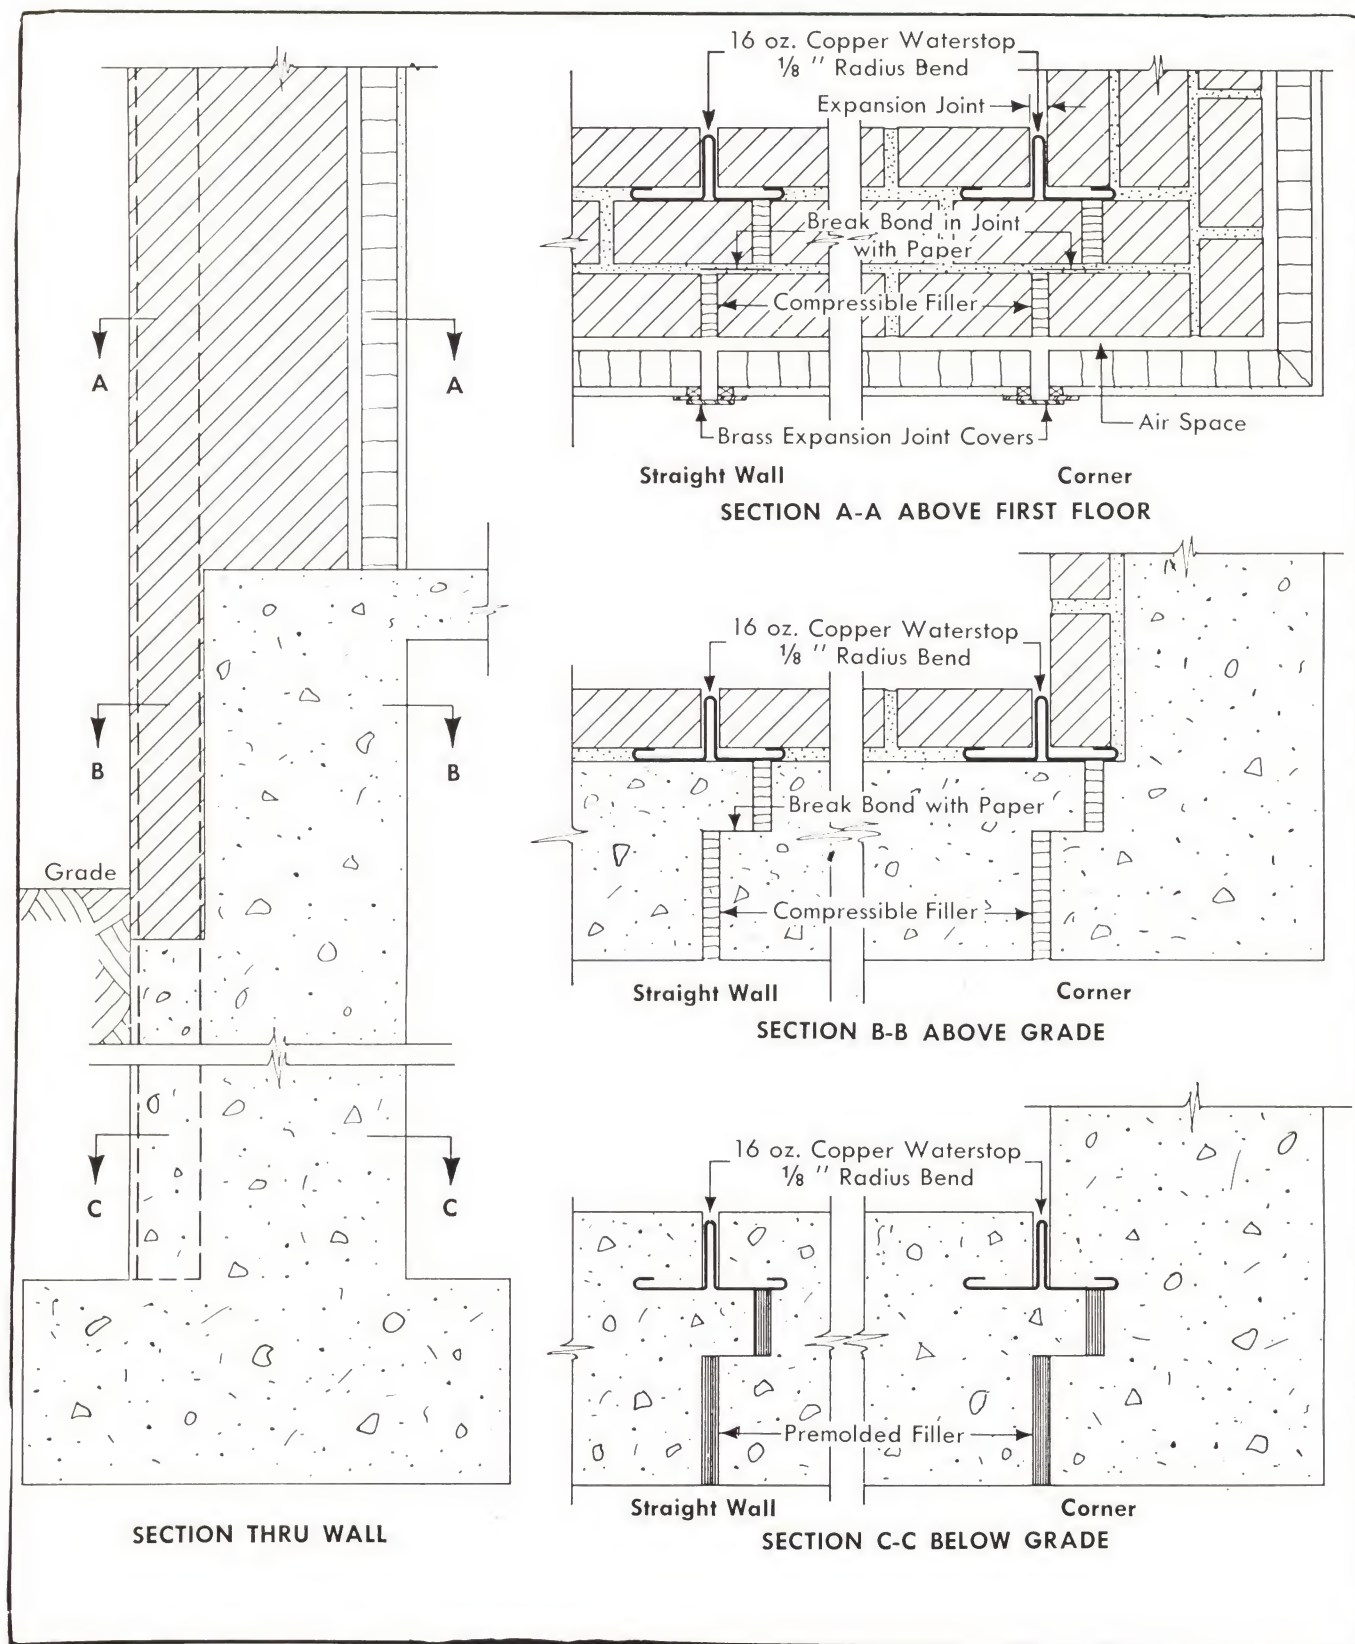 A
A
B
B
Grade
C
C
SECTION THRU WALL
16 oz. Copper Waterstop
1/8 " Radius Bend
Expansion Joint
Break Bond in Joint
with Paper
Compressible Filler
Brass Expansion Joint Covers
Air Space
Straight Wall
Corner
SECTION A-A ABOVE FIRST FLOOR
16 oz. Copper Waterstop
1/8 " Radius Bend
Break Bond with Paper
Compressible Filler
Straight Wall
Corner
SECTION B-B ABOVE GRADE
16 oz. Copper Waterstop
1/8 " Radius Bend
Premolded Filler
Straight Wall
Corner
SECTION C-C BELOW GRADE